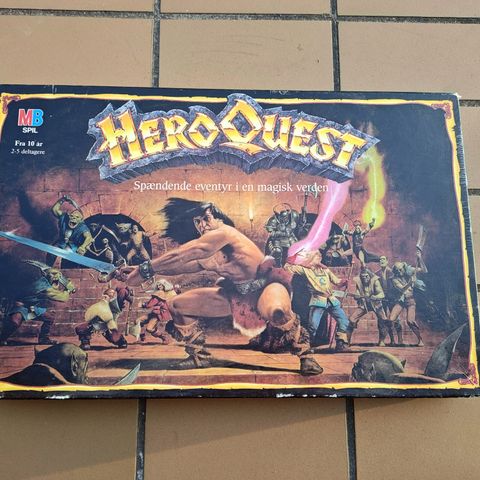 MB
SPIL
Fra 10 år
2-5 deltagere
HEROQUEST
Spændende eventyr i en magisk verden